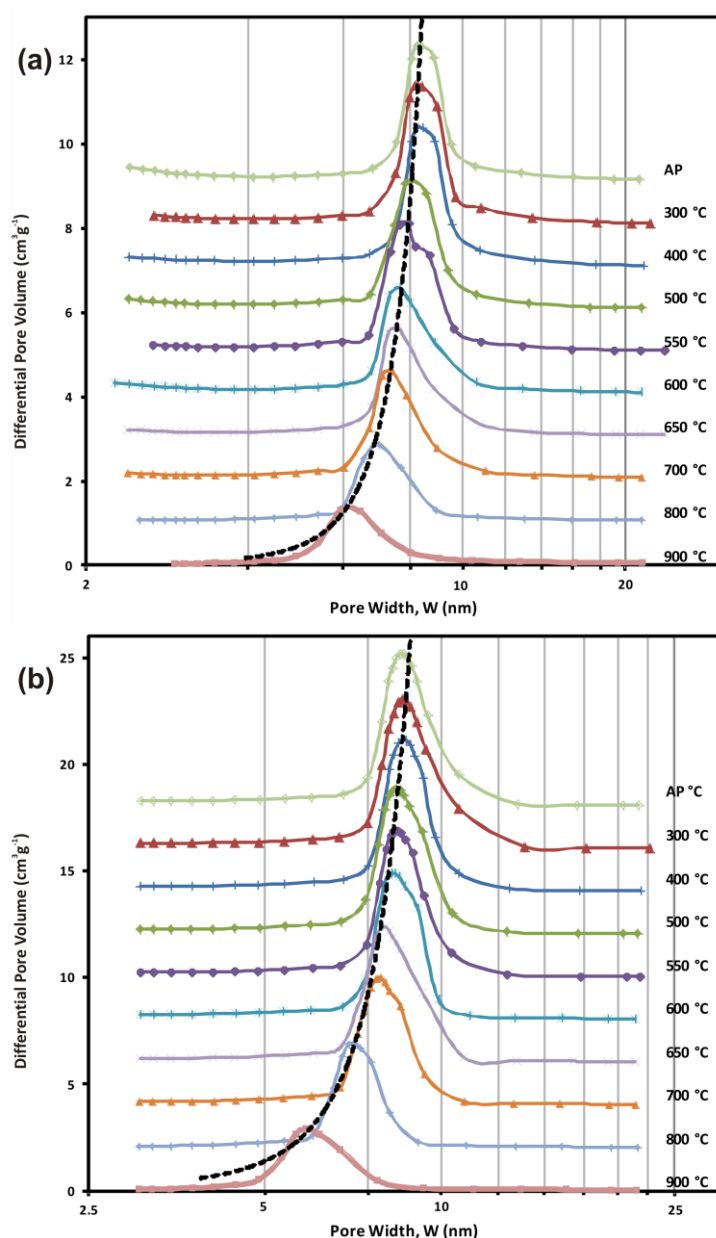 (a)
Differential Pore Volume (cm³g⁻¹)
12
10
8
6
4
2
0
AP
300 °C
400 °C
500 °C
550 °C
600 °C
650 °C
700 °C
800 °C
900 °C
2
10
20
Pore Width, W (nm)
(b)
Differential Pore Volume (cm³g⁻¹)
25
20
15
10
5
0
AP °C
300 °C
400 °C
500 °C
550 °C
600 °C
650 °C
700 °C
800 °C
900 °C
2.5
5
10
25
Pore Width, W (nm)